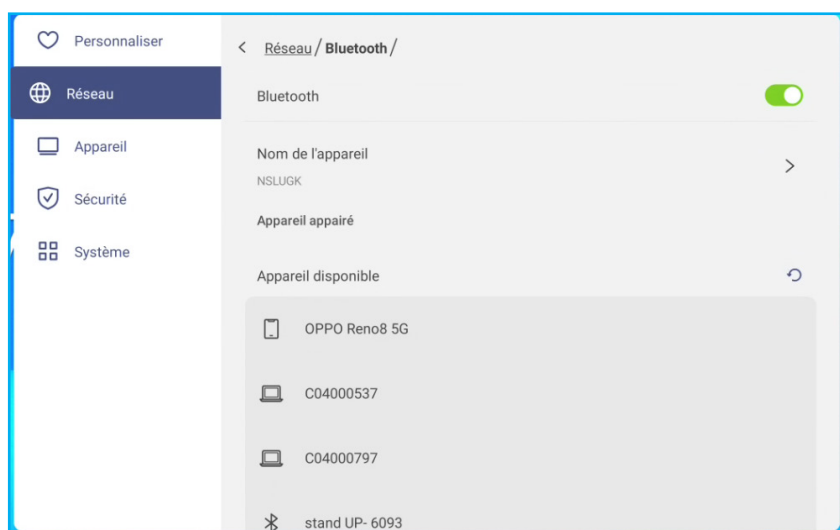 Personnaliser
Réseau
Appareil
Sécurité
Système
Réseau / Bluetooth /
Bluetooth
Nom de l'appareil
NSLUGK
Appareil appairé
Appareil disponible
OPPO Reno8 5G
C04000537
C04000797
stand UP- 6093